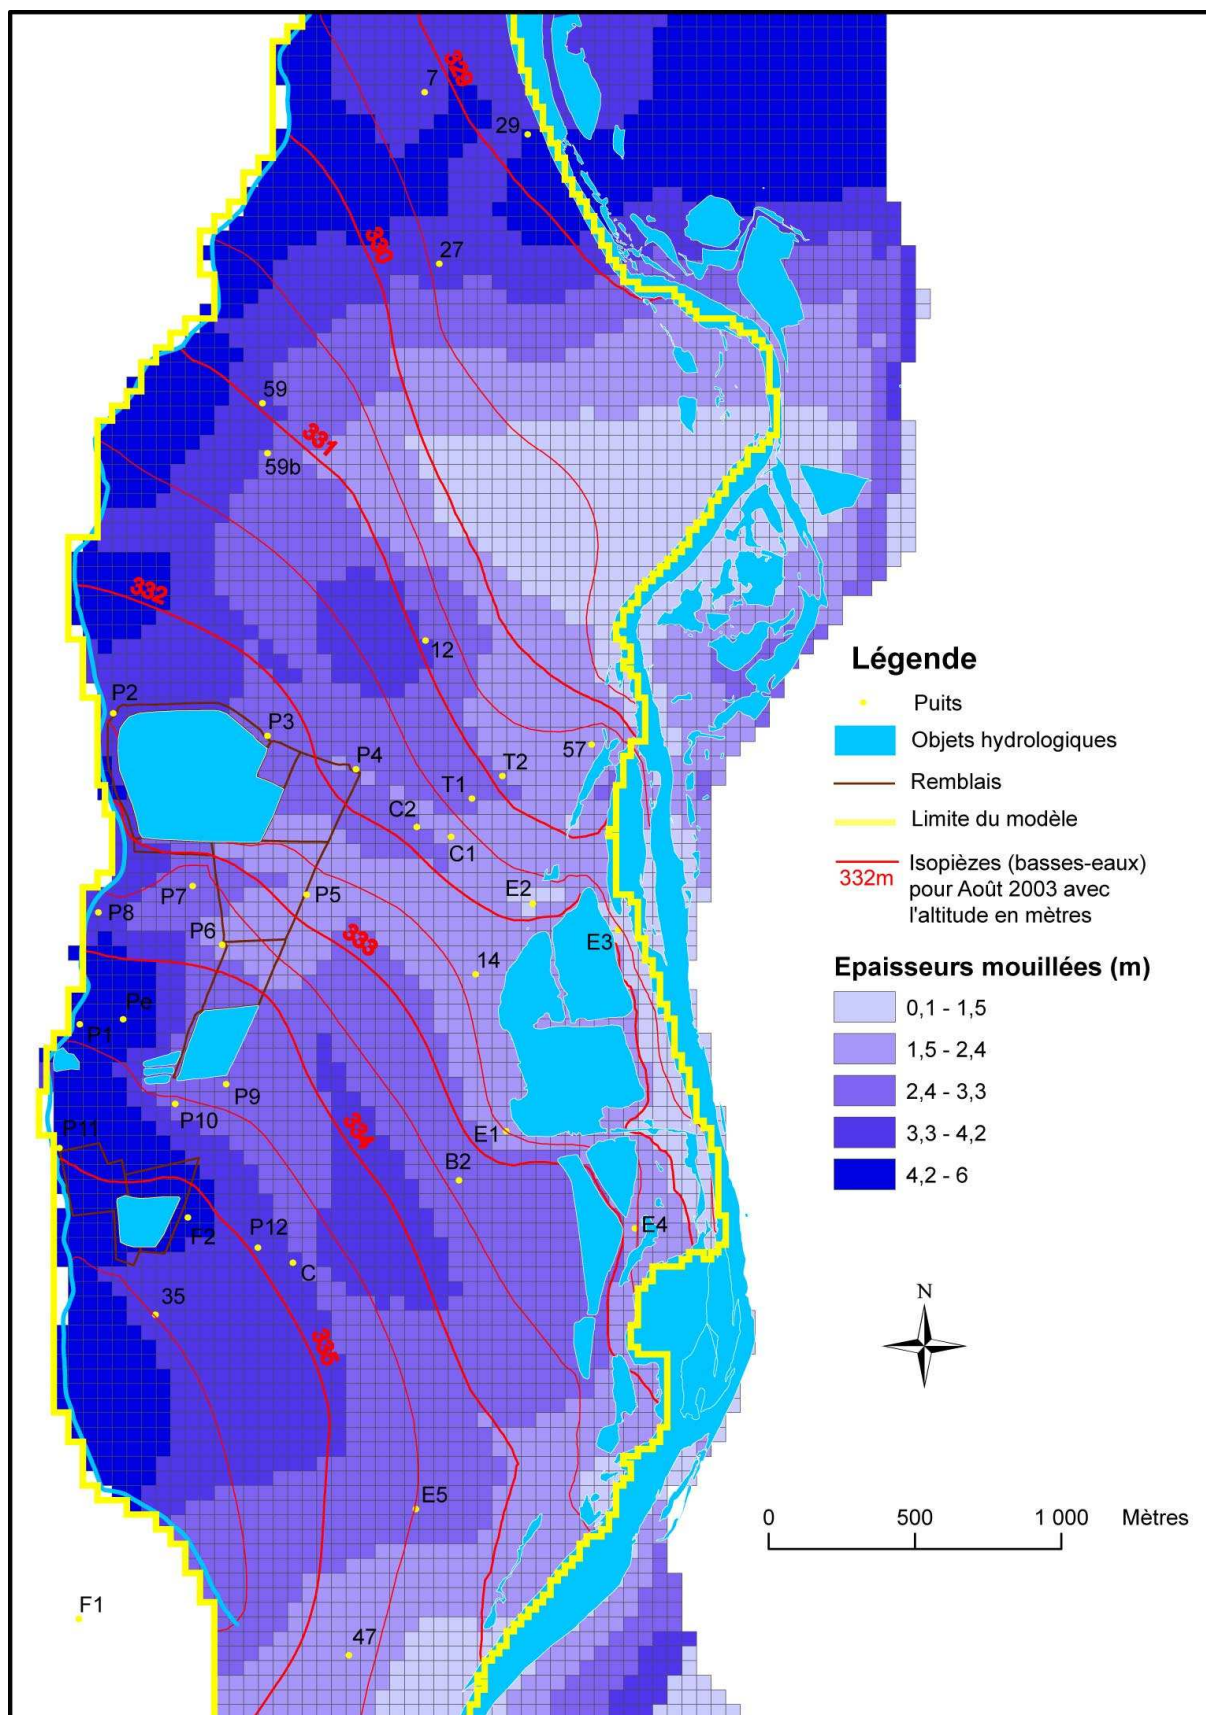 329
7
29
330
27
59
331
59b
332
12
P2
P3
P4
57
T2
T1
C2
C1
P7
P5
E2
P8
P6
333
E3
14
Pe
P1
P9
P10
334
P11
E1
B2
F2
P12
E4
C
35
335
E5
F1
47
Légende
Puits
Objets hydrologiques
Remblais
Limite du modèle
Isopièzes (basses-eaux)
332m pour Août 2003 avec
l'altitude en mètres
Epaisseurs mouillées (m)
0,1 - 1,5
1,5 - 2,4
2,4 - 3,3
3,3 - 4,2
4,2 - 6
N
0 500 1 000 Mètres